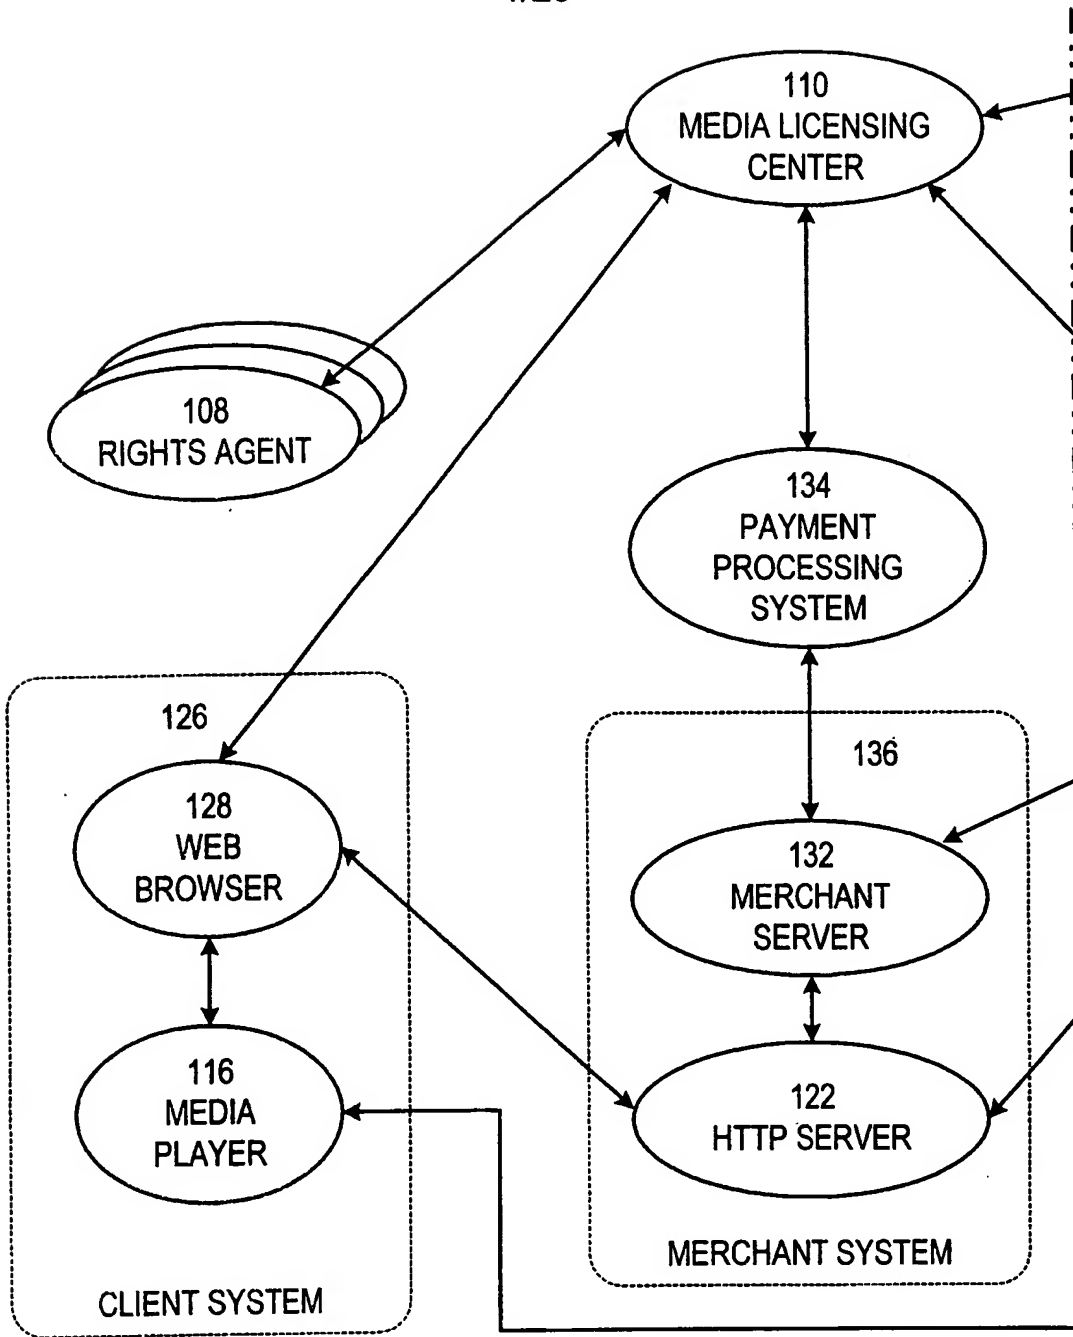 110
MEDIA LICENSING
CENTER
108
RIGHTS AGENT
134
PAYMENT
PROCESSING
SYSTEM
126
136
128
WEB
BROWSER
132
MERCHANT
SERVER
116
MEDIA
PLAYER
122
HTTP SERVER
MERCHANT SYSTEM
CLIENT SYSTEM